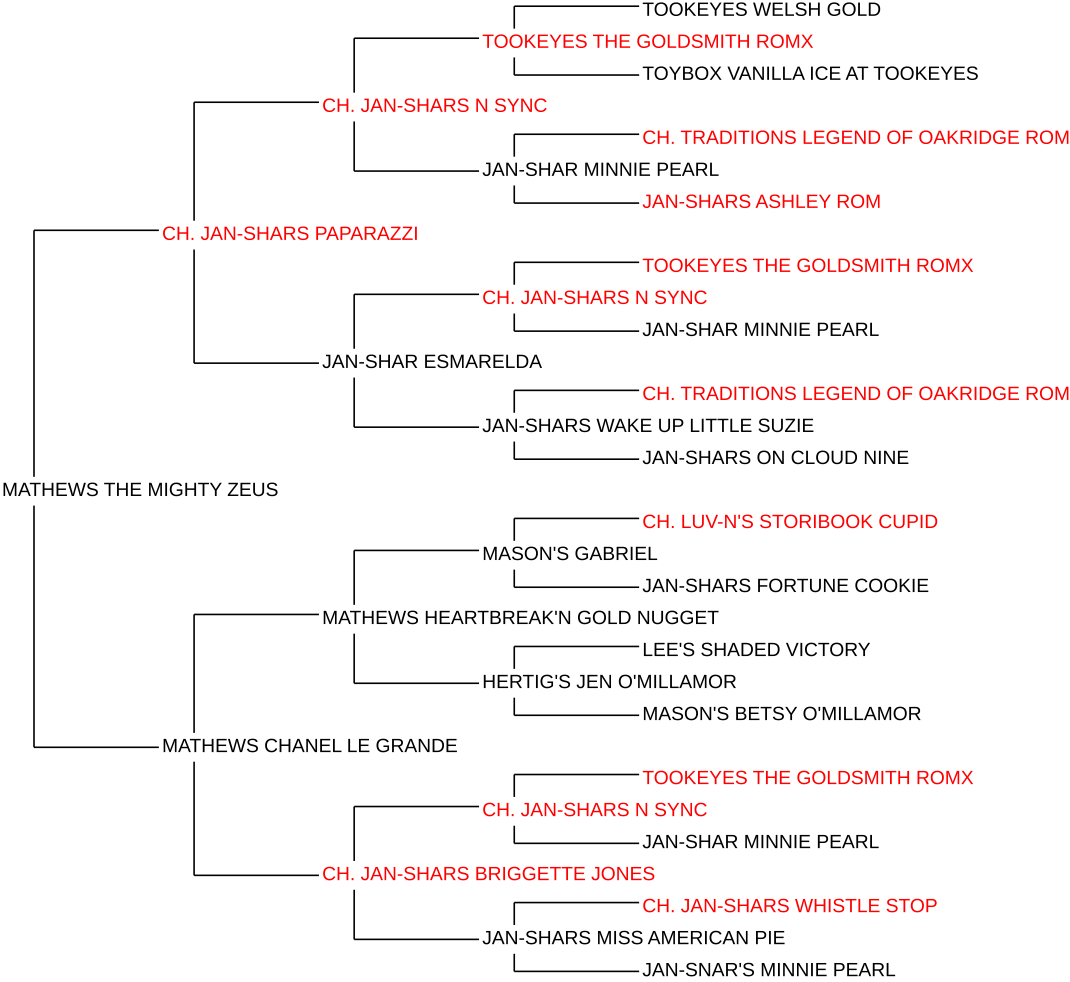 TOOKEYES WELSH GOLD
TOOKEYES THE GOLDSMITH ROMX
TOYBOX VANILLA ICE AT TOOKEYES
CH. JAN-SHARS N SYNC
CH. TRADITIONS LEGEND OF OAKRIDGE ROM
JAN-SHAR MINNIE PEARL
JAN-SHARS ASHLEY ROM
CH. JAN-SHARS PAPARAZZI
TOOKEYES THE GOLDSMITH ROMX
CH. JAN-SHARS N SYNC
JAN-SHAR MINNIE PEARL
JAN-SHAR ESMARELDA
CH. TRADITIONS LEGEND OF OAKRIDGE ROM
JAN-SHARS WAKE UP LITTLE SUZIE
JAN-SHARS ON CLOUD NINE
MATHEWS THE MIGHTY ZEUS
CH. LUV-N'S STORIBOOK CUPID
MASON'S GABRIEL
JAN-SHARS FORTUNE COOKIE
MATHEWS HEARTBREAK'N GOLD NUGGET
LEE'S SHADED VICTORY
HERTIG'S JEN O'MILLAMOR
MASON'S BETSY O'MILLAMOR
MATHEWS CHANEL LE GRANDE
TOOKEYES THE GOLDSMITH ROMX
CH. JAN-SHARS N SYNC
JAN-SHAR MINNIE PEARL
CH. JAN-SHARS BRIGGETTE JONES
CH. JAN-SHARS WHISTLE STOP
JAN-SHARS MISS AMERICAN PIE
JAN-SNAR'S MINNIE PEARL